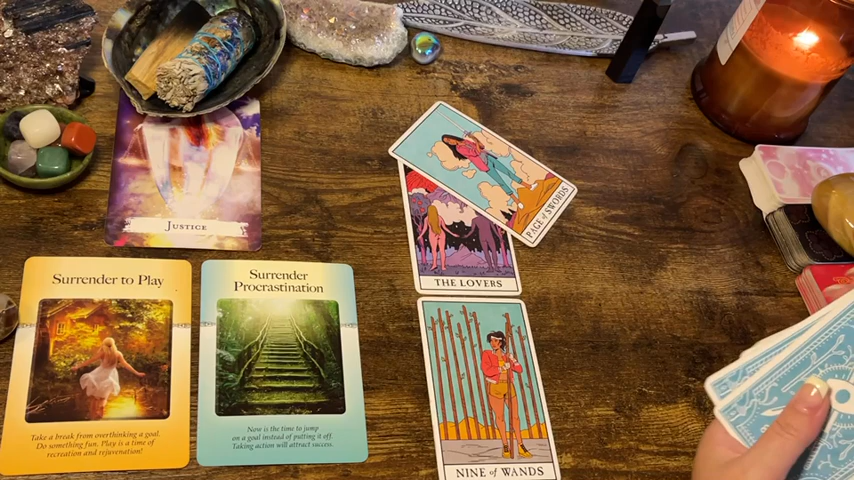 JUSTICE
PAGE of SWORDS
THE LOVERS
Surrender to Play
Take a break from overthinking a goal.
Do something fun. Play is a time of
recreation and rejuvenation!
Surrender
Procrastination
Now is the time to jump
on a goal instead of putting it off.
Taking action will attract success.
NINE of WANDS